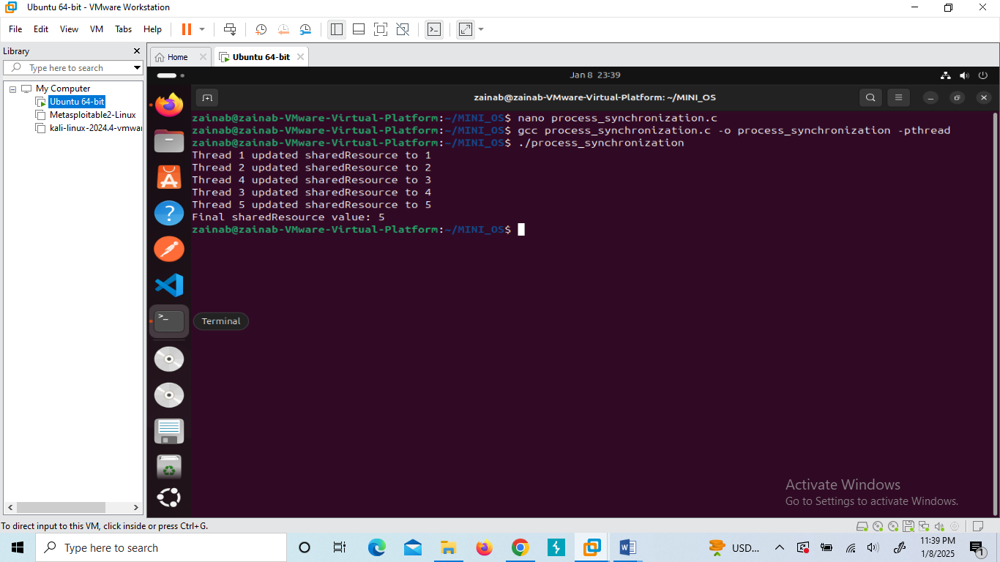 Ubuntu 64-bit - VMware Workstation
File Edit View VM Tabs Help
Library
Type here to search
My Computer
Ubuntu 64-bit
Metasploitable2-Linux
kali-linux-2024.4-vmwar
Home
Ubuntu 64-bit
Jan 8 23:39
zainab@zainab-VMware-Virtual-Platform: ~/MINI_OS
zainab@zainab-VMware-Virtual-Platform:~/MINI_OS$ nano process_synchronization.c
zainab@zainab-VMware-Virtual-Platform:~/MINI_OS$ gcc process_synchronization.c -o process_synchronization -pthread
zainab@zainab-VMware-Virtual-Platform:~/MINI_OS$ ./process_synchronization
Thread 1 updated sharedResource to 1
Thread 2 updated sharedResource to 2
Thread 4 updated sharedResource to 3
Thread 3 updated sharedResource to 4
Thread 5 updated sharedResource to 5
Final sharedResource value: 5
zainab@zainab-VMware-Virtual-Platform:~/MINI_OS$
Terminal
Activate Windows
Go to Settings to activate Windows.
To direct input to this VM, click inside or press Ctrl+G.
Type here to search
USD...
11:39 PM
1/8/2025
1